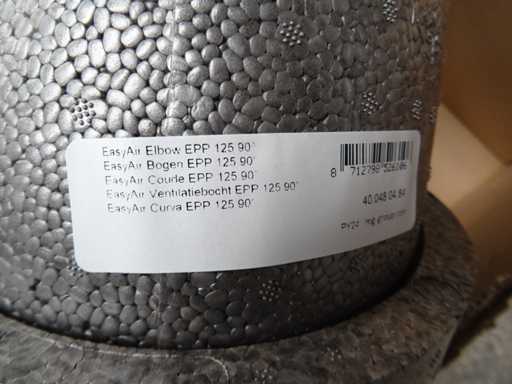 EasyAir Elbow EPP 125 90°
EasyAir Bogen EPP 125 90°
EasyAir Coude EPP 125 90°
EasyAir Ventilatiebocht EPP 125 90°
EasyAir Curva EPP 125 90°
40 048 04 84